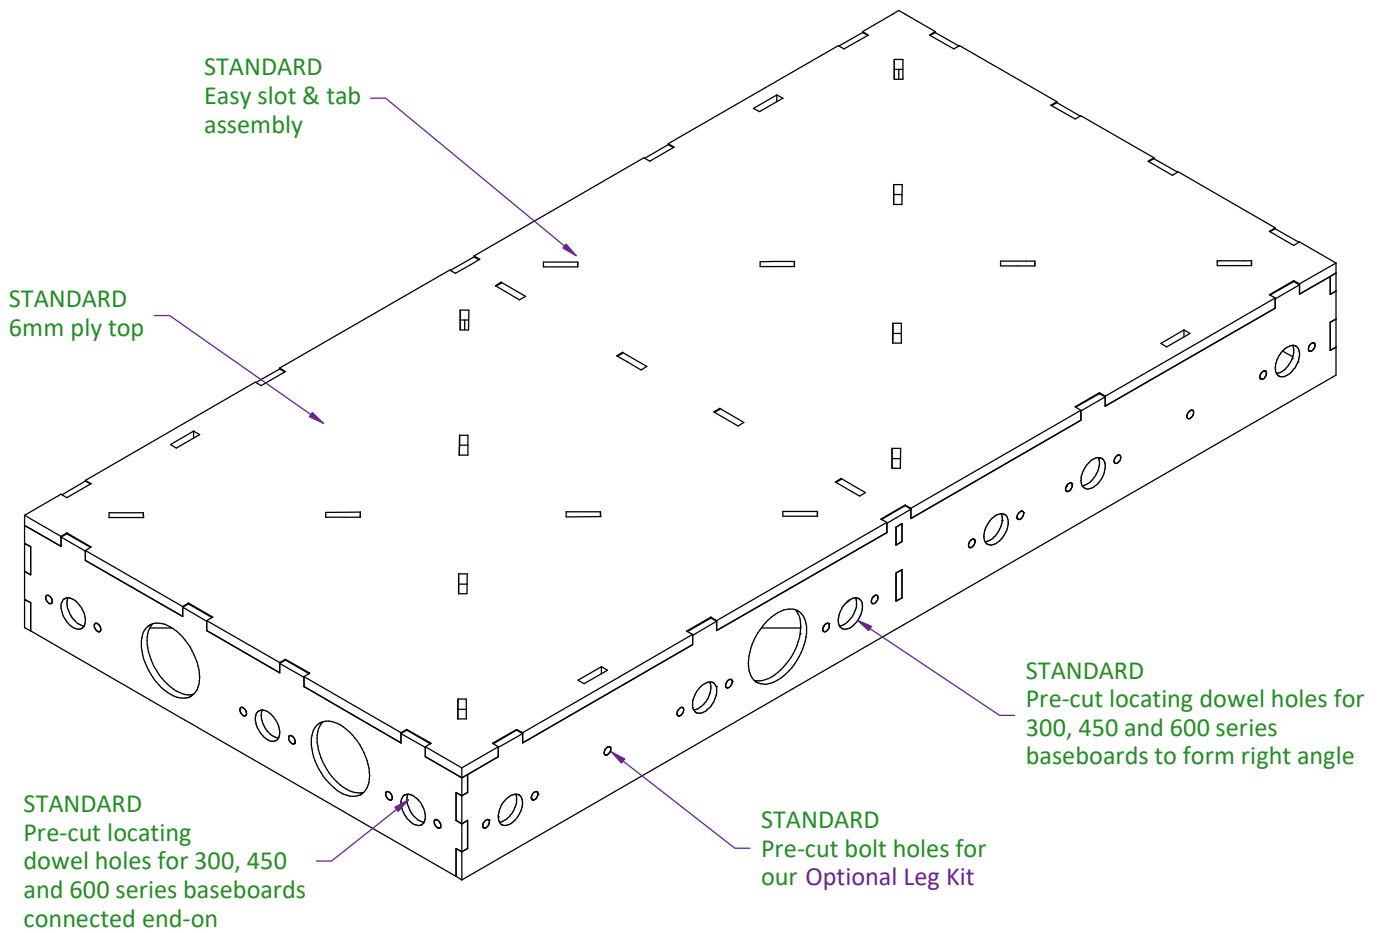 STANDARD
Easy slot & tab
assembly
STANDARD
6mm ply top
STANDARD
Pre-cut locating dowel holes for
300, 450 and 600 series
baseboards to form right angle
STANDARD
Pre-cut locating
dowel holes for 300, 450
and 600 series baseboards
connected end-on
STANDARD
Pre-cut bolt holes for
our Optional Leg Kit